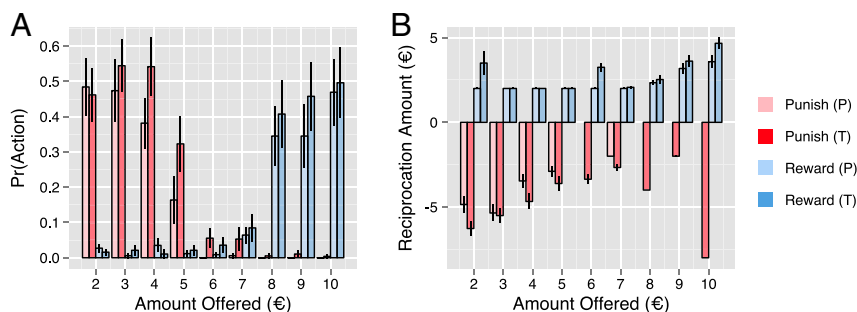 A
Pr(Action)
0.6
0.5
0.4
0.3
0.2
0.1
0.0
2 3 4 5 6 7 8 9 10
Amount Offered (€)
B
Reciprocation Amount (€)
5
0
-5
2 3 4 5 6 7 8 9 10
Amount Offered (€)
Punish (P)
Punish (T)
Reward (P)
Reward (T)